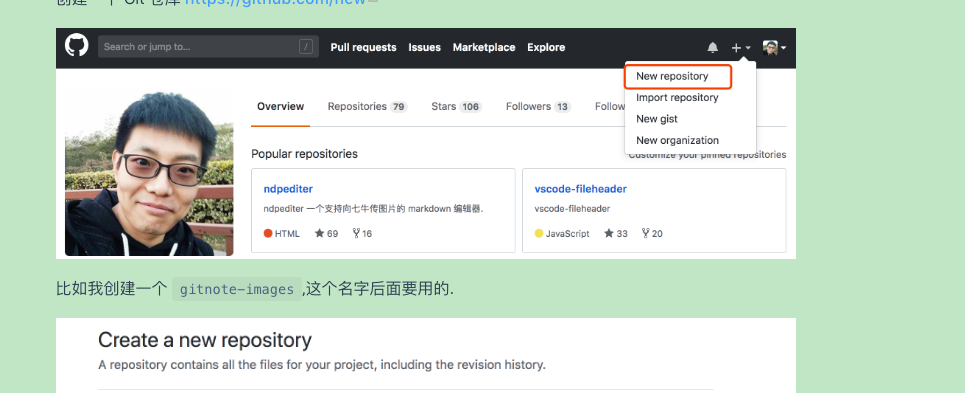 创建一个 Git 仓库 https://github.com/new
Search or jump to... /
Pull requests Issues Marketplace Explore
New repository
Import repository
New gist
New organization
Overview Repositories 79 Stars 106 Followers 13 Follow
Popular repositories
Customize your pinned repositories
ndpediter
ndpediter 一个支持向七牛传图片的 markdown 编辑器.
HTML 69 16
vscode-fileheader
vscode-fileheader
JavaScript 33 20
比如我创建一个 gitnote-images ,这个名字后面要用的.
Create a new repository
A repository contains all the files for your project, including the revision history.